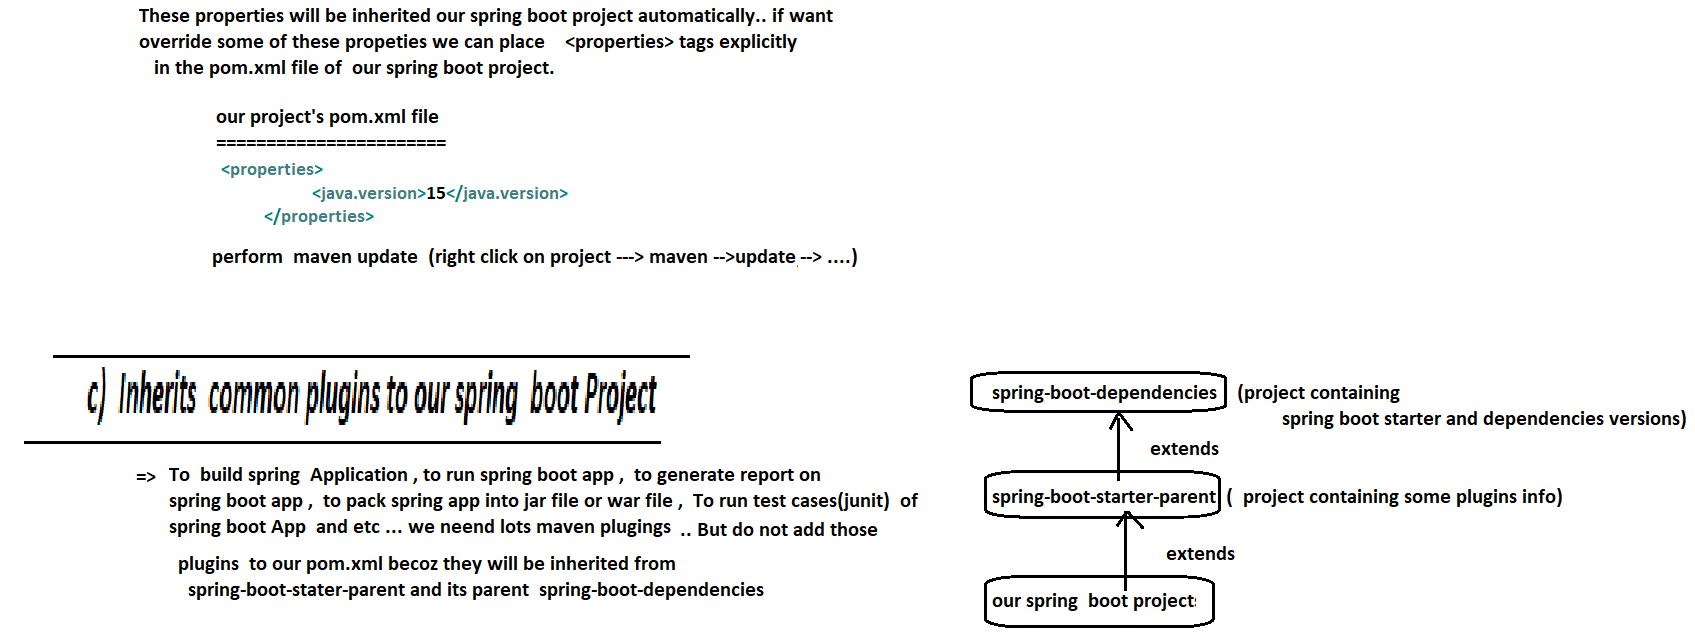 These properties will be inherited our spring boot project automatically.. if want
override some of these propeties we can place <properties> tags explicitly
in the pom.xml file of our spring boot project.
our project's pom.xml file
=======================
<properties>
<java.version>15</java.version>
</properties>
perform maven update (right click on project ---> maven -->update --> ....)
c) Inherits common plugins to our spring boot Project
=> To build spring Application , to run spring boot app , to generate report on
spring boot app , to pack spring app into jar file or war file , To run test cases(junit) of
spring boot App and etc ... we neend lots maven plugings .. But do not add those
plugins to our pom.xml becoz they will be inherited from
spring-boot-stater-parent and its parent spring-boot-dependencies
spring-boot-dependencies (project containing
spring boot starter and dependencies versions)
extends
spring-boot-starter-parent ( project containing some plugins info)
extends
our spring boot projects